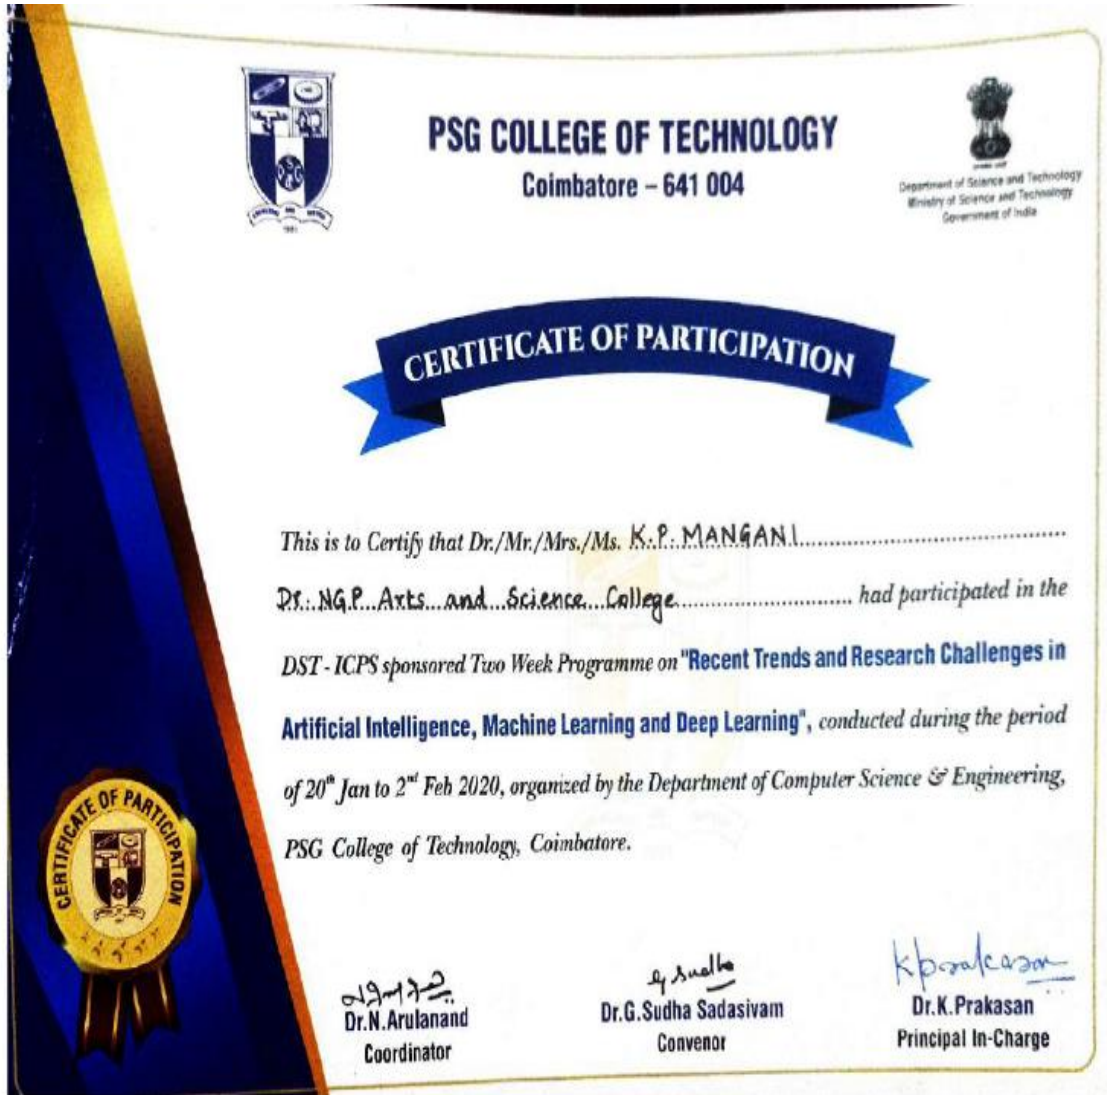 PSG COLLEGE OF TECHNOLOGY
Coimbatore – 641 004
Department of Science and Technology
Ministry of Science and Technology
Government of India
CERTIFICATE OF PARTICIPATION
This is to Certify that Dr./Mr./Mrs./Ms. K.P. MANGANI
Dr. NGP Arts and Science College had participated in the
DST - ICPS sponsored Two Week Programme on "Recent Trends and Research Challenges in
Artificial Intelligence, Machine Learning and Deep Learning", conducted during the period
of 20th Jan to 2nd Feb 2020, organized by the Department of Computer Science & Engineering,
PSG College of Technology, Coimbatore.
CERTIFICATE OF PARTICIPATION
G. Sudha
Kprakasan
Dr.N.Arulanand
Coordinator
Dr.G.Sudha Sadasivam
Convenor
Dr.K.Prakasan
Principal In-Charge